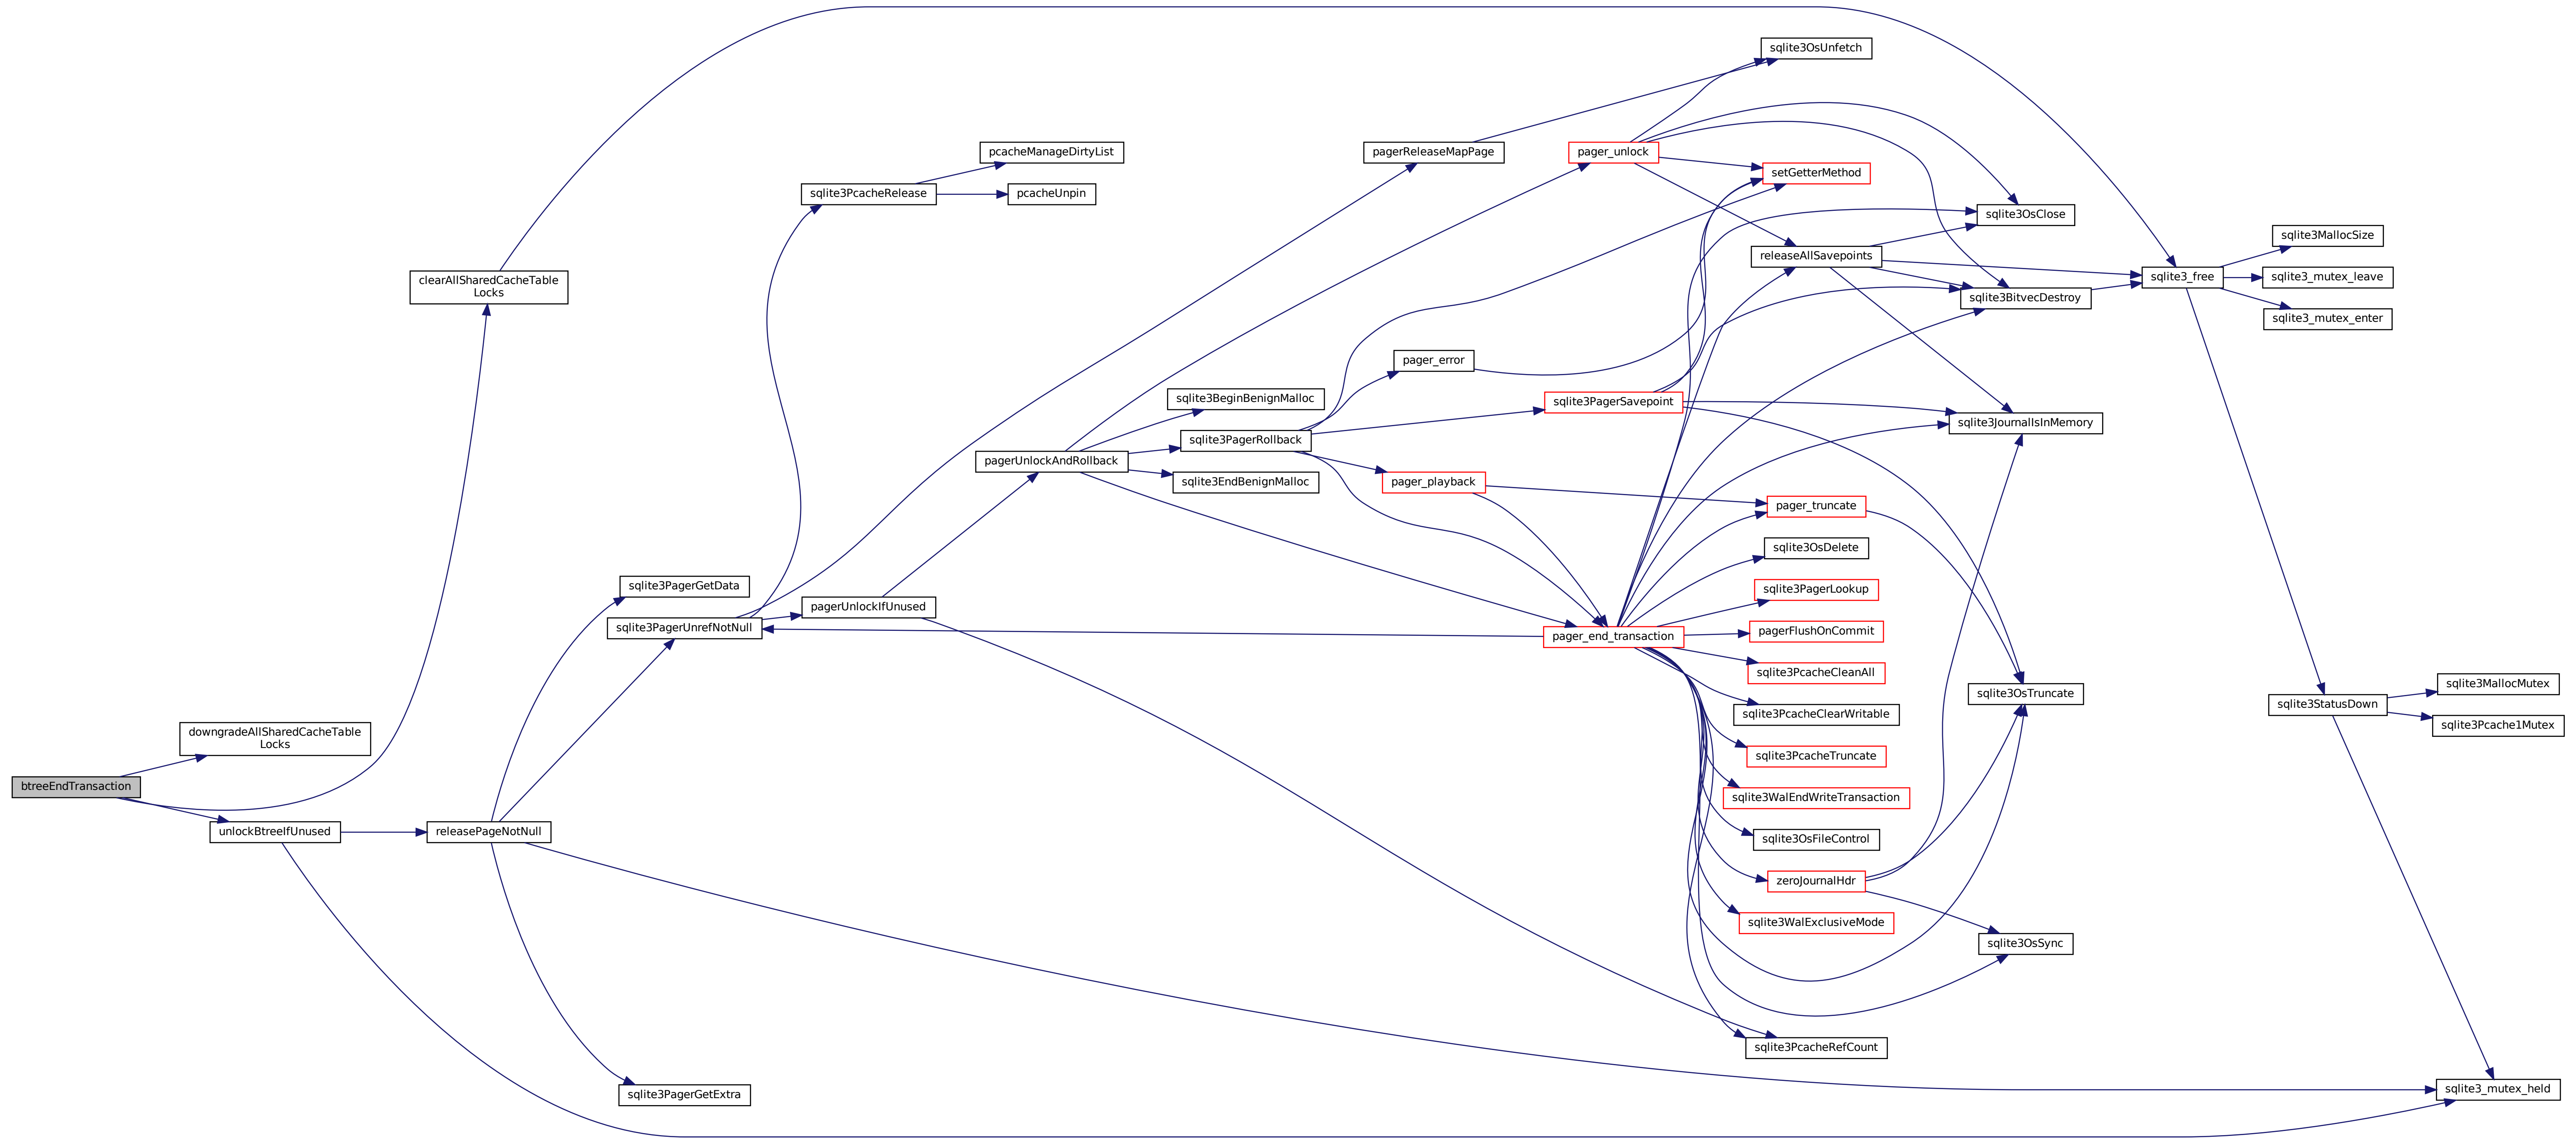 btreeEndTransaction
downgradeAllSharedCacheTable
Locks
unlockBtreeIfUnused
clearAllSharedCacheTable
Locks
releasePageNotNull
sqlite3PagerGetData
sqlite3PagerUnrefNotNull
sqlite3PagerGetExtra
sqlite3PcacheRelease
pagerUnlockIfUnused
pcacheManageDirtyList
pcacheUnpin
pagerUnlockAndRollback
sqlite3BeginBenignMalloc
sqlite3PagerRollback
sqlite3EndBenignMalloc
pagerReleaseMapPage
pager_error
pager_playback
pager_unlock
sqlite3PagerSavepoint
pager_end_transaction
sqlite3OsUnfetch
setGetterMethod
releaseAllSavepoints
pager_truncate
sqlite3OsDelete
sqlite3PagerLookup
pagerFlushOnCommit
sqlite3PcacheCleanAll
sqlite3PcacheClearWritable
sqlite3PcacheTruncate
sqlite3WalEndWriteTransaction
sqlite3OsFileControl
zeroJournalHdr
sqlite3WalExclusiveMode
sqlite3PcacheRefCount
sqlite3OsClose
sqlite3BitvecDestroy
sqlite3JournalIsInMemory
sqlite3OsTruncate
sqlite3OsSync
sqlite3_free
sqlite3MallocSize
sqlite3_mutex_leave
sqlite3_mutex_enter
sqlite3StatusDown
sqlite3MallocMutex
sqlite3Pcache1Mutex
sqlite3_mutex_held